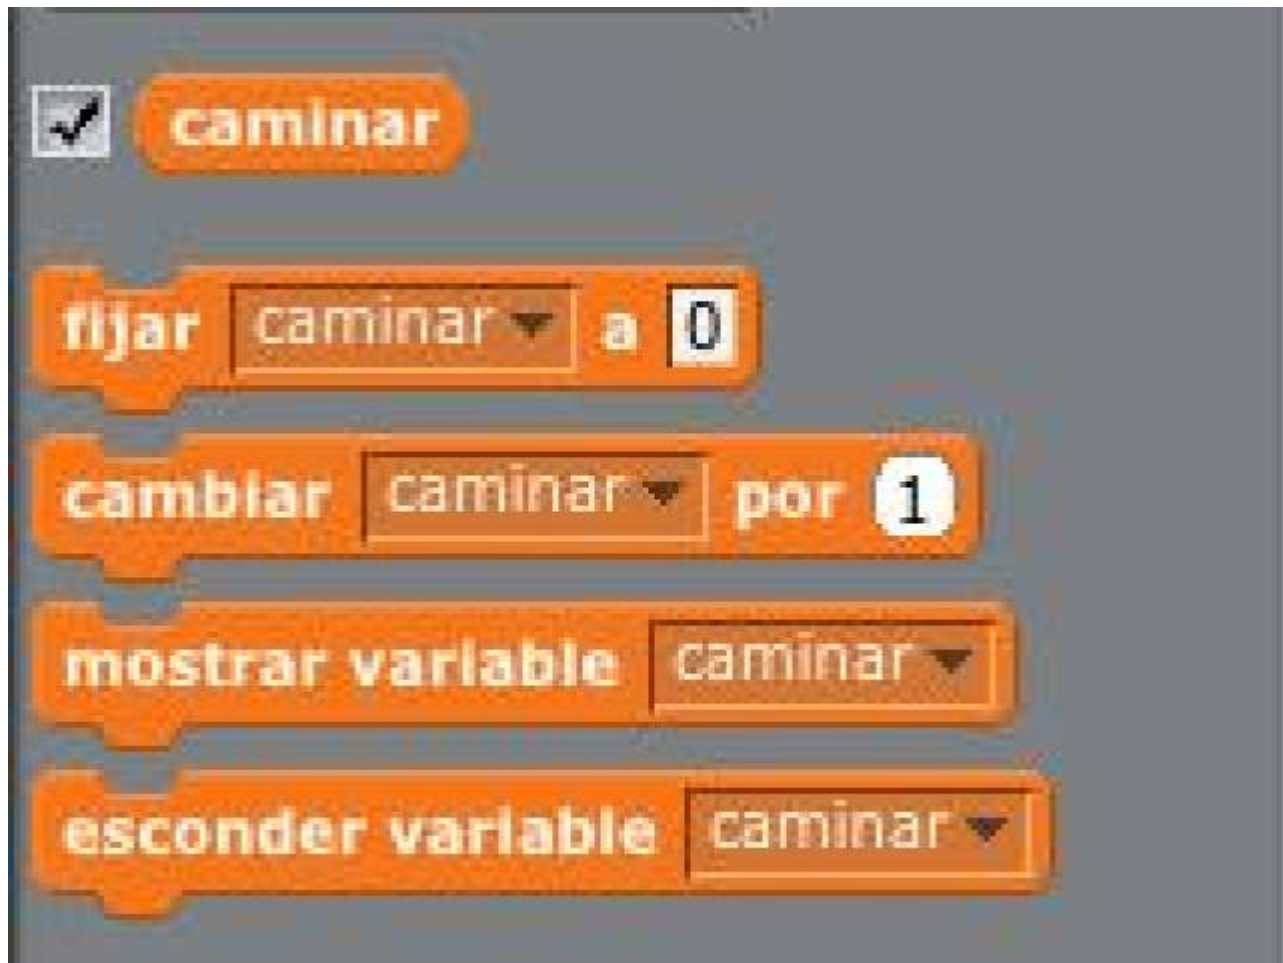 caminar
fijar caminar a 0
cambiar caminar por 1
mostrar variable caminar
esconder variable caminar